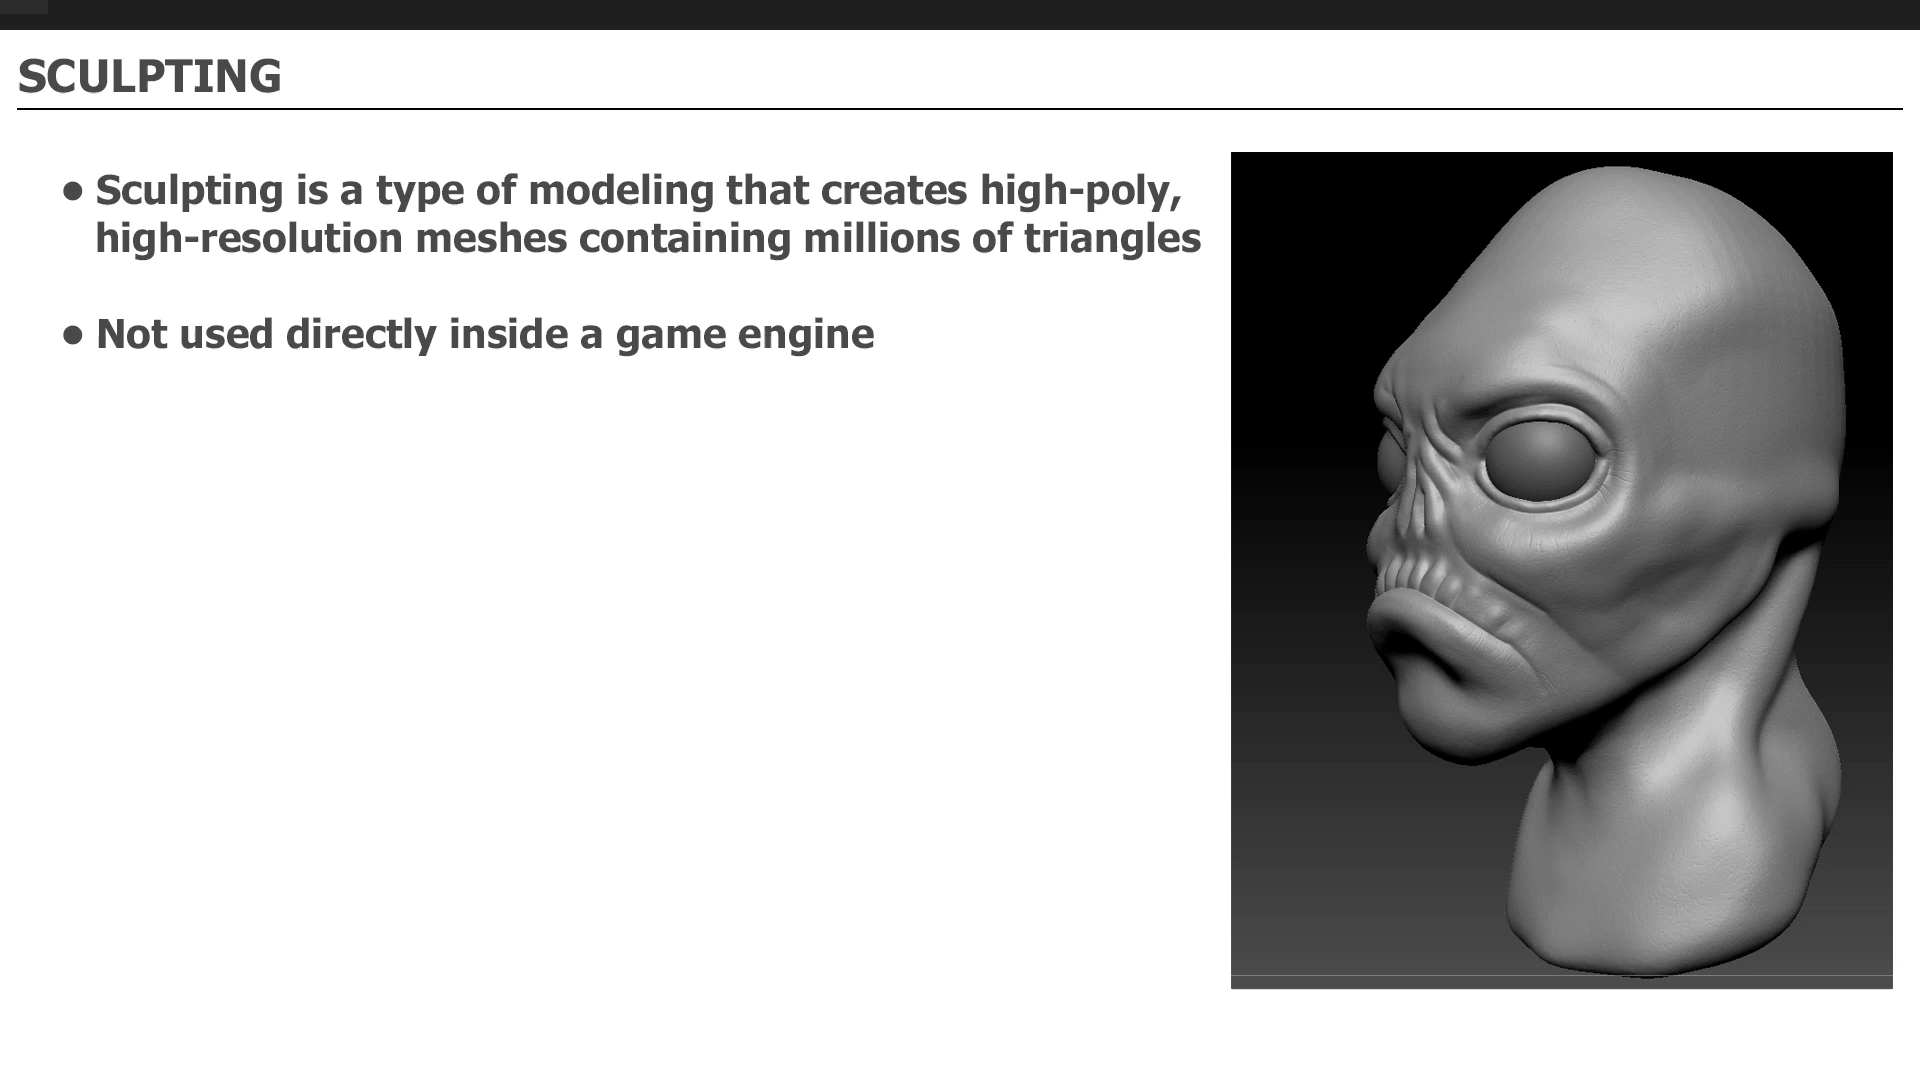 SCULPTING
• Sculpting is a type of modeling that creates high-poly,
high-resolution meshes containing millions of triangles
• Not used directly inside a game engine